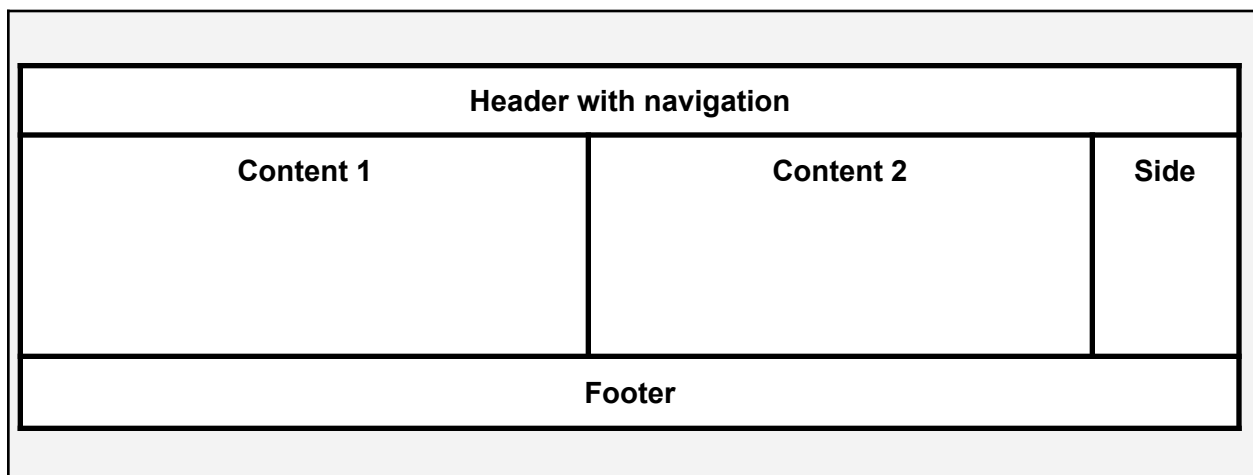 Header with navigation
Content 1
Content 2
Side
Footer